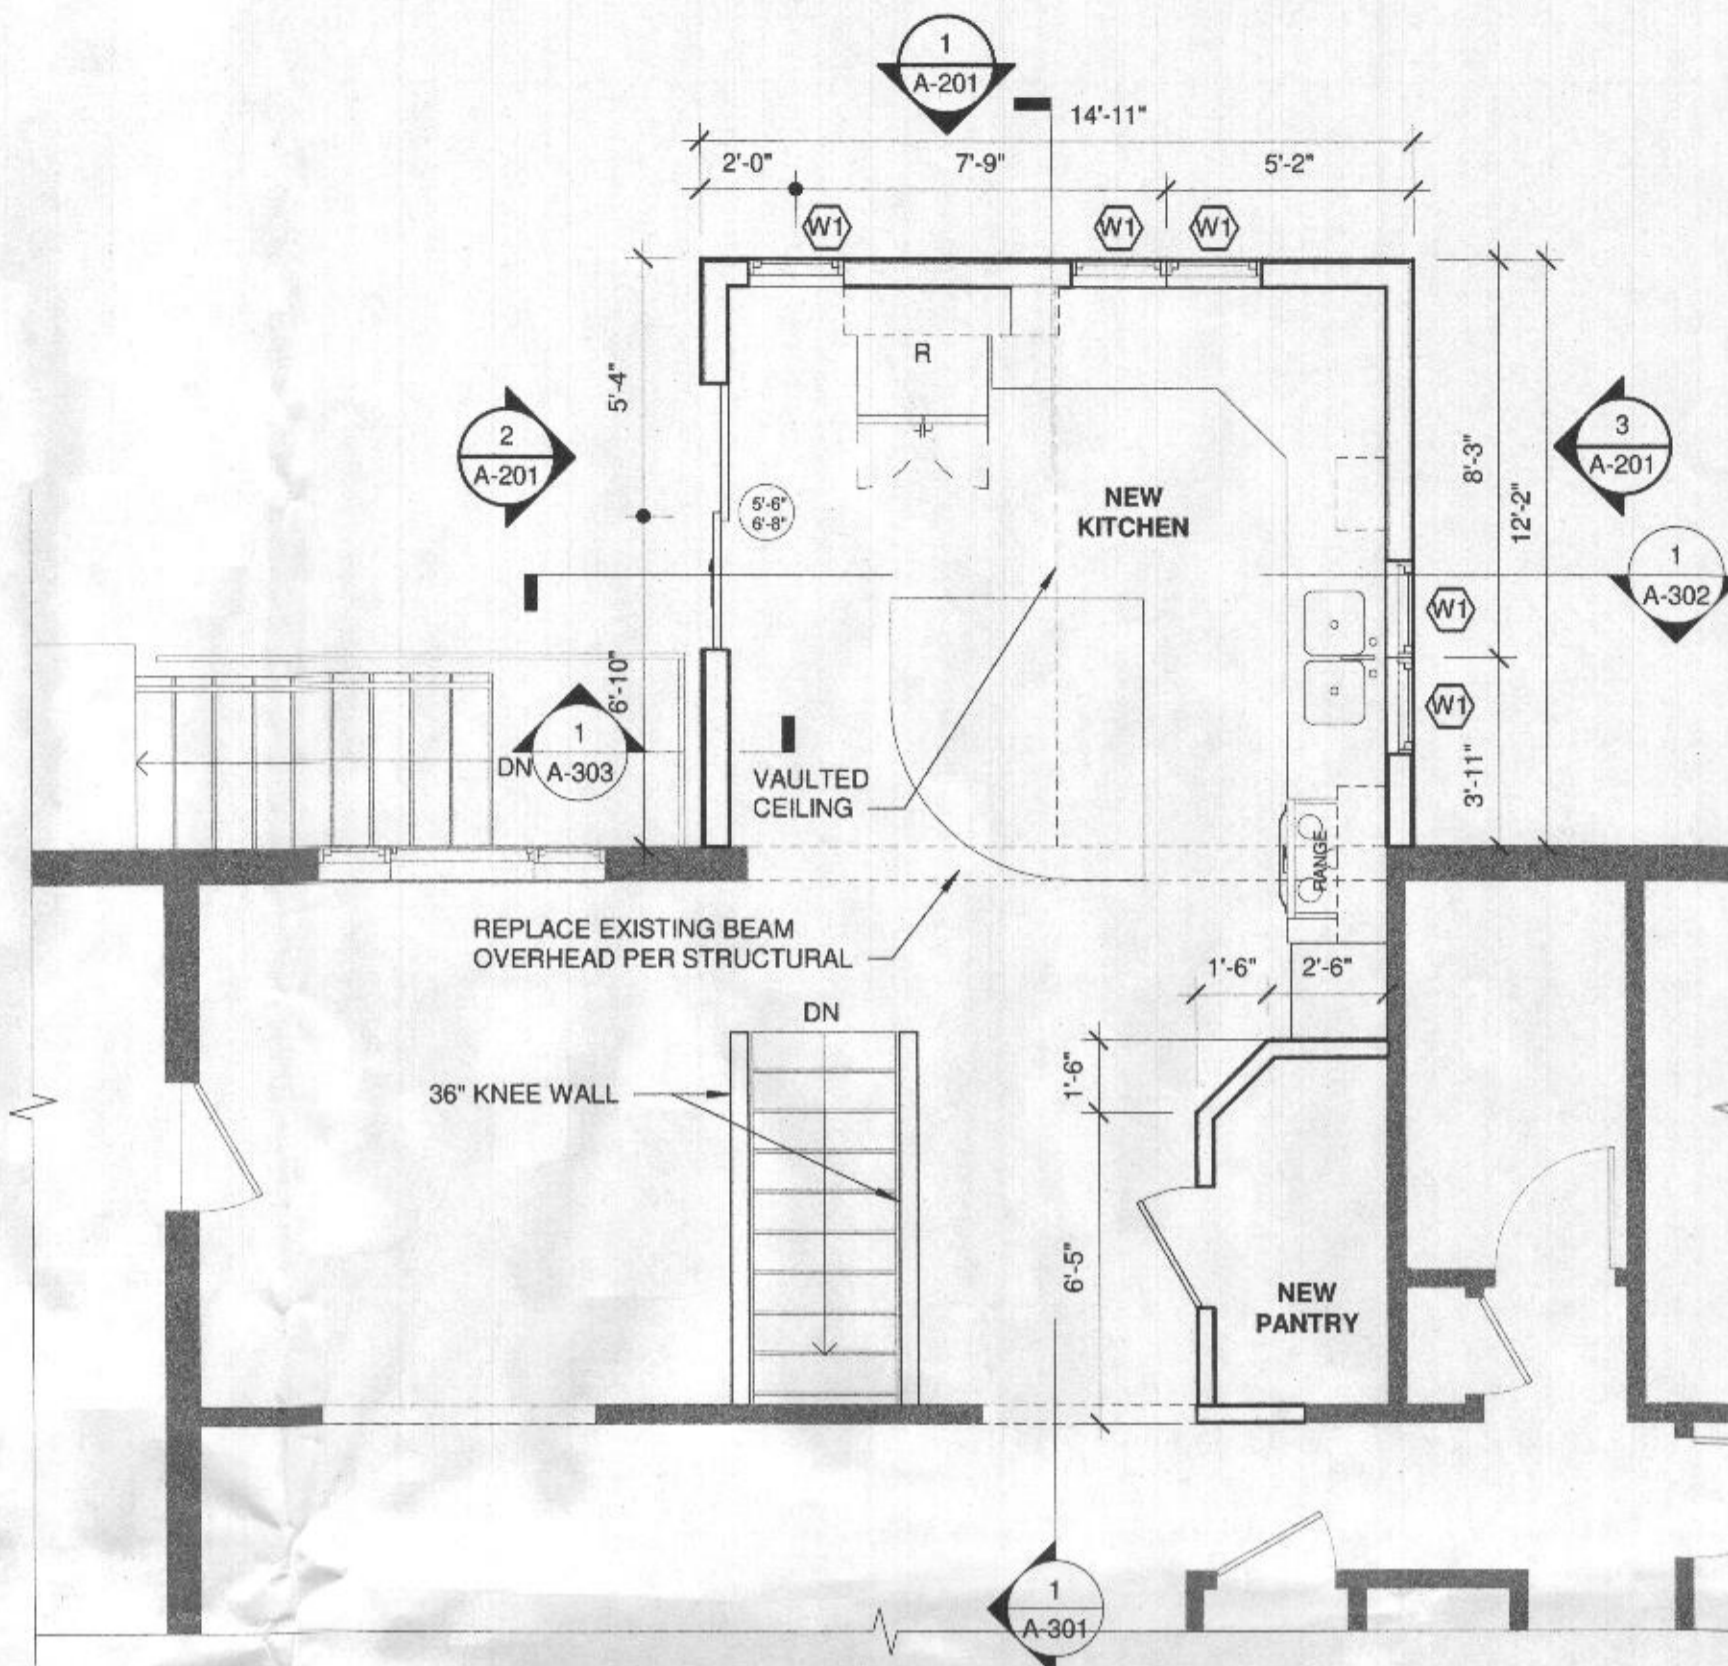 1
A-201
14'-11"
2'-0"
7'-9"
5'-2"
W1
W1
W1
5'-4"
8'-3"
12'-2"
R
2
A-201
3
A-201
5'-6"
6'-8"
NEW
KITCHEN
1
A-302
W1
W1
6'-10"
3'-11"
DN
1
A-303
VAULTED
CEILING
RANGE
REPLACE EXISTING BEAM
OVERHEAD PER STRUCTURAL
1'-6"
2'-6"
DN
36" KNEE WALL
1'-6"
6'-5"
NEW
PANTRY
1
A-301